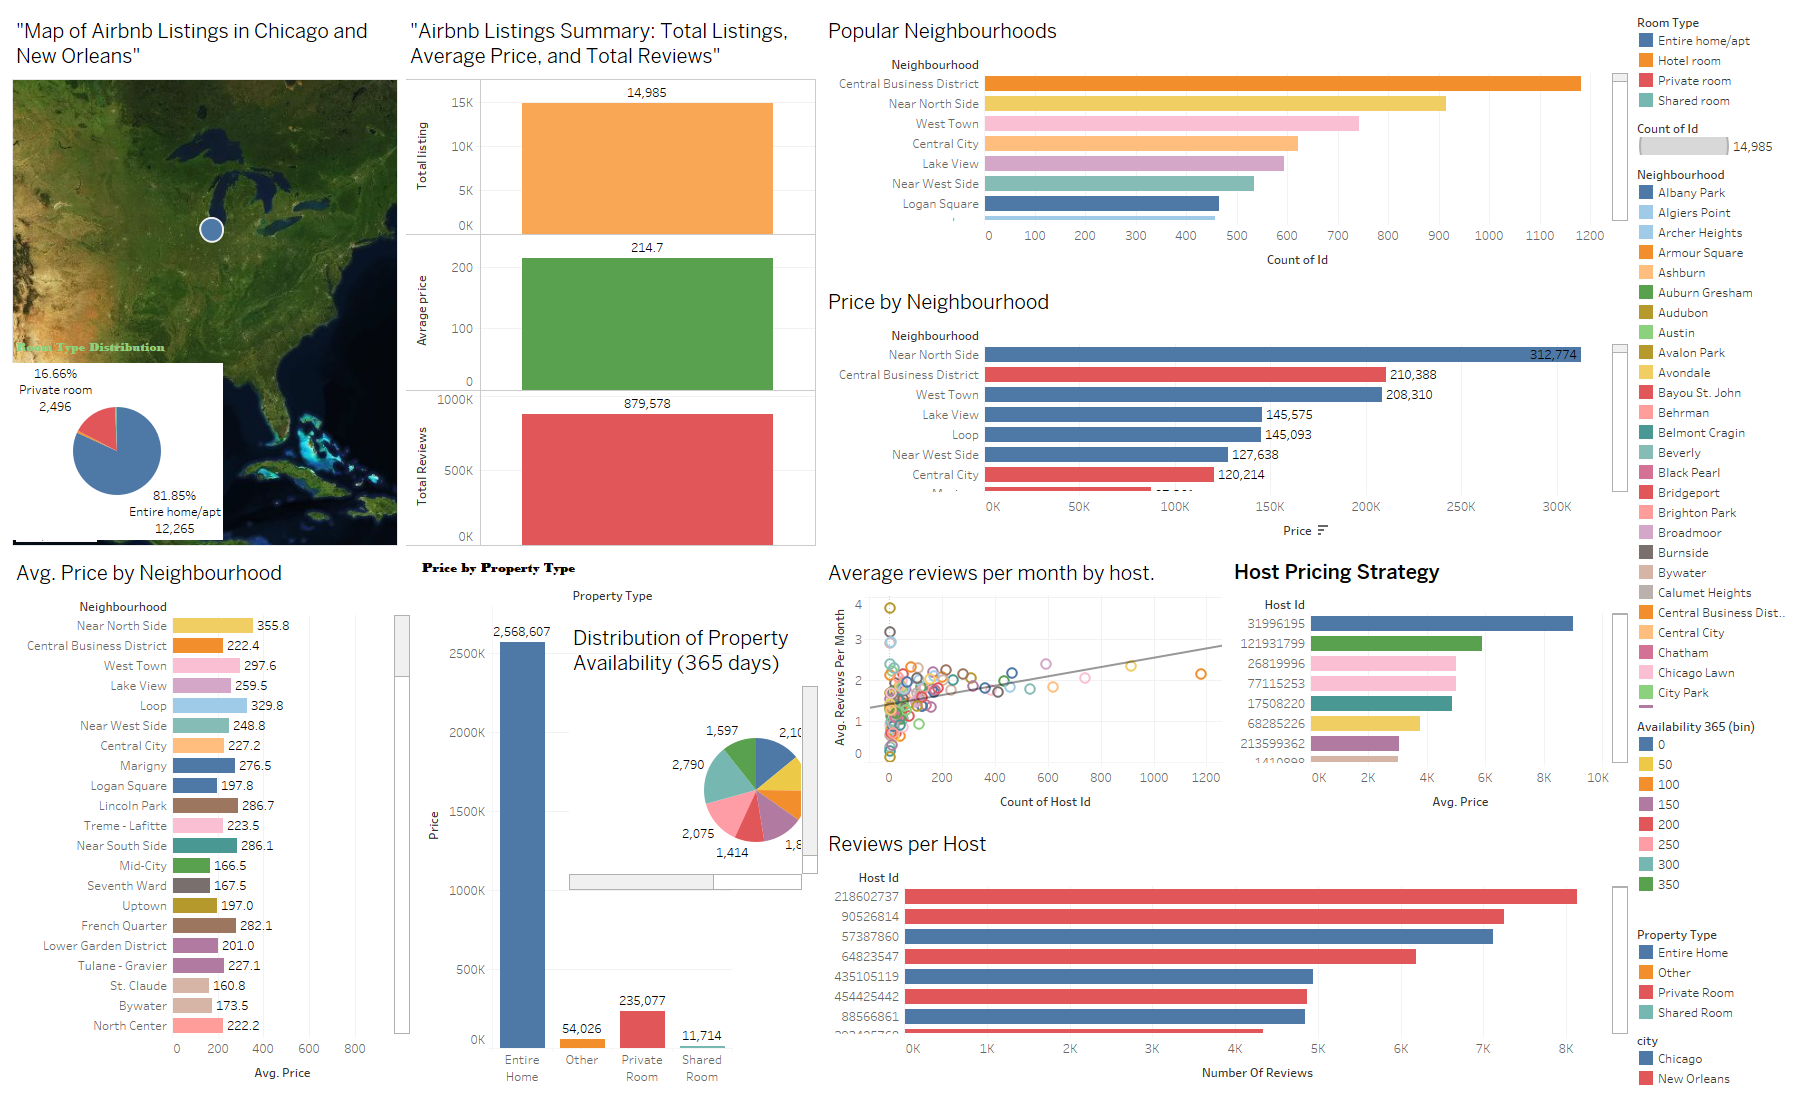 "Map of Airbnb Listings in Chicago and
New Orleans"
Type Distribution
16.66%
Private room
2,496
81.85%
Entire home/apt
12,265
"Airbnb Listings Summary: Total Listings,
Average Price, and Total Reviews"
Total listing
15K
10K
5K
0K
14,985
Avrage price
200
100
0
214.7
Total Reviews
1000K
500K
0K
879,578
Popular Neighbourhoods
Neighbourhood
Central Business District
Near North Side
West Town
Central City
Lake View
Near West Side
Logan Square
0 100 200 300 400 500 600 700 800 900 1000 1100 1200
Count of Id
Price by Neighbourhood
Neighbourhood
Near North Side 312,774
Central Business District 210,388
West Town 208,310
Lake View 145,575
Loop 145,093
Near West Side 127,638
Central City 120,214
0K 50K 100K 150K 200K 250K 300K
Price
Avg. Price by Neighbourhood
Neighbourhood
Near North Side 355.8
Central Business District 222.4
West Town 297.6
Lake View 259.5
Loop 329.8
Near West Side 248.8
Central City 227.2
Marigny 276.5
Logan Square 197.8
Lincoln Park 286.7
Treme - Lafitte 223.5
Near South Side 286.1
Mid-City 166.5
Seventh Ward 167.5
Uptown 197.0
French Quarter 282.1
Lower Garden District 201.0
Tulane - Gravier 227.1
St. Claude 160.8
Bywater 173.5
North Center 222.2
0 200 400 600 800
Avg. Price
Price by Property Type
Property Type
Price
2500K
2000K
1500K
1000K
500K
0K
2,568,607
54,026
235,077
11,714
Entire
Home
Other
Private
Room
Shared
Room
Distribution of Property
Availability (365 days)
1,597
2,790
2,075
1,414
Average reviews per month by host.
Avg. Reviews Per Month
4
3
2
1
0
0 200 400 600 800 1000 1200
Count of Host Id
Host Pricing Strategy
Host Id
31996195
121931799
26819996
77115253
17508220
68285226
213599362
1410898
0K 2K 4K 6K 8K 10K
Avg. Price
Reviews per Host
Host Id
218602737
90526814
57387860
64823547
435105119
454425442
88566861
0K 1K 2K 3K 4K 5K 6K 7K 8K
Number Of Reviews
Room Type
Entire home/apt
Hotel room
Private room
Shared room
Count of Id
14,985
Neighbourhood
Albany Park
Algiers Point
Archer Heights
Armour Square
Ashburn
Auburn Gresham
Audubon
Austin
Avalon Park
Avondale
Bayou St. John
Behrman
Belmont Cragin
Beverly
Black Pearl
Bridgeport
Brighton Park
Broadmoor
Burnside
Bywater
Calumet Heights
Central Business Dist..
Central City
Chatham
Chicago Lawn
City Park
Availability 365 (bin)
0
50
100
150
200
250
300
350
Property Type
Entire Home
Other
Private Room
Shared Room
city
Chicago
New Orleans